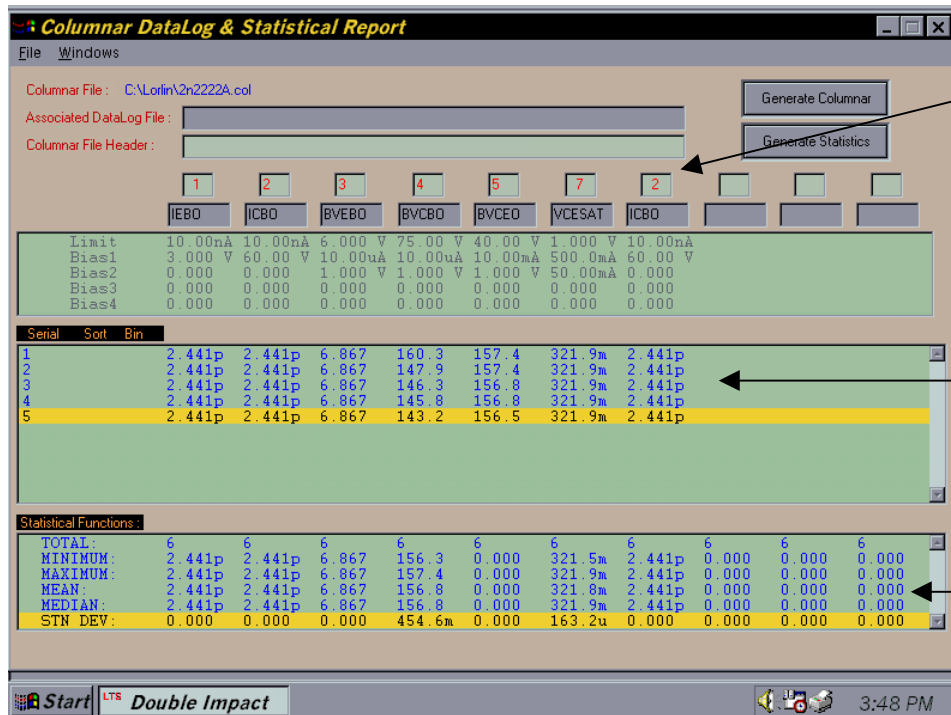 Columnar DataLog & Statistical Report
File Windows
Columnar File : C:\Lorlin\2n2222A.col
Generate Columnar
Associated DataLog File :
Columnar File Header :
Generate Statistics
1 2 3 4 5 7 2
IEBO ICBO BVEBO BVCBO BVCEO VCESAT ICBO
Limit 10.00nA 10.00nA 6.000 V 75.00 V 40.00 V 1.000 V 10.00nA
Bias1 3.000 V 60.00 V 10.00uA 10.00uA 10.00mA 500.0mA 60.00 V
Bias2 0.000 0.000 1.000 V 1.000 V 1.000 V 50.00mA 0.000
Bias3 0.000 0.000 0.000 0.000 0.000 0.000 0.000
Bias4 0.000 0.000 0.000 0.000 0.000 0.000 0.000
Serial Sort Bin
1 2.441p 2.441p 6.867 160.3 157.4 321.9m 2.441p
2 2.441p 2.441p 6.867 147.9 157.4 321.9m 2.441p
3 2.441p 2.441p 6.867 146.3 156.8 321.9m 2.441p
4 2.441p 2.441p 6.867 145.8 156.8 321.9m 2.441p
5 2.441p 2.441p 6.867 143.2 156.5 321.9m 2.441p
Statistical Functions :
TOTAL: 6 6 6 6 6 6 6 6 6 6
MINIMUM: 2.441p 2.441p 6.867 156.3 0.000 321.5m 2.441p 0.000 0.000 0.000
MAXIMUM: 2.441p 2.441p 6.867 157.4 0.000 321.9m 2.441p 0.000 0.000 0.000
MEAN: 2.441p 2.441p 6.867 156.8 0.000 321.8m 2.441p 0.000 0.000 0.000
MEDIAN: 2.441p 2.441p 6.867 156.8 0.000 321.9m 2.441p 0.000 0.000 0.000
STN DEV: 0.000 0.000 0.000 454.6m 0.000 163.2u 0.000 0.000 0.000 0.000
Start LTS Double Impact 3:48 PM